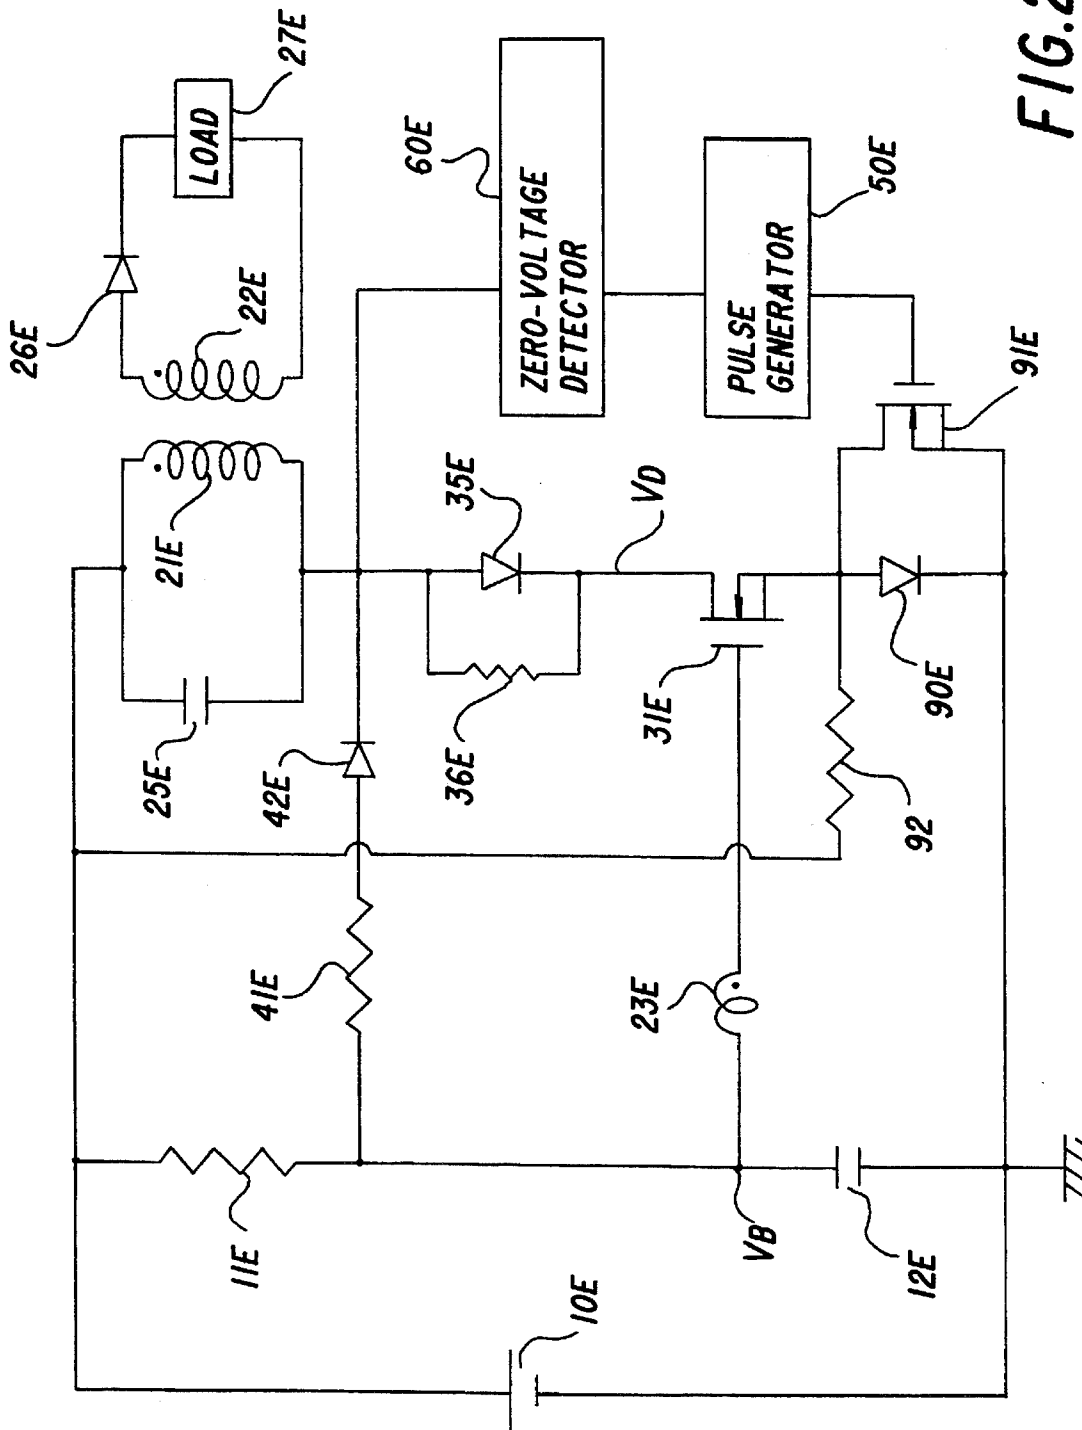 27E
LOAD
26E
22E
60E
ZERO-VOLTAGE
DETECTOR
50E
PULSE
GENERATOR
91E
21E
25E
35E
VD
36E
42E
31E
90E
92
41E
23E
11E
VB
12E
10E
FIG.2